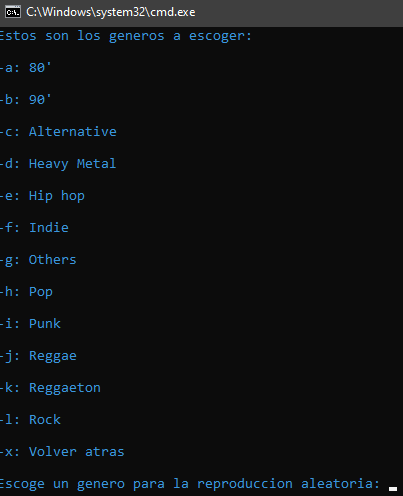 C:\Windows\system32\cmd.exe
Estos son los generos a escoger:
-a: 80'
-b: 90'
-c: Alternative
-d: Heavy Metal
-e: Hip hop
-f: Indie
-g: Others
-h: Pop
-i: Punk
-j: Reggae
-k: Reggaeton
-l: Rock
-x: Volver atras
Escoge un genero para la reproduccion aleatoria: